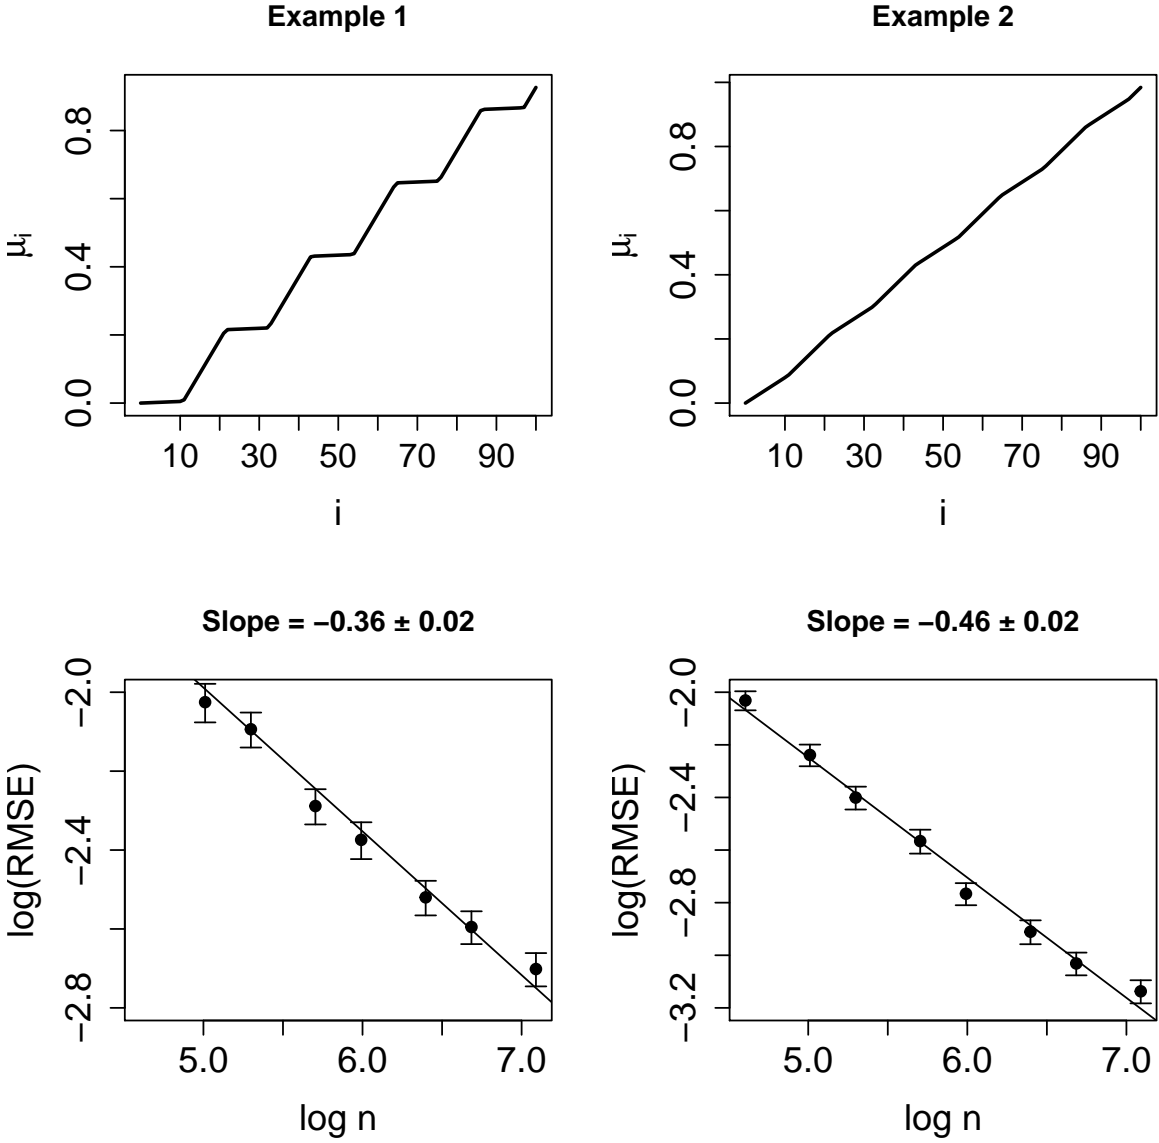 Example 1
μi
0.0 0.4 0.8
10 30 50 70 90
i
Example 2
μi
0.0 0.4 0.8
10 30 50 70 90
i
Slope = −0.36 ± 0.02
log(RMSE)
−2.8 −2.4 −2.0
5.0 6.0 7.0
log n
Slope = −0.46 ± 0.02
log(RMSE)
−3.2 −2.8 −2.4 −2.0
5.0 6.0 7.0
log n